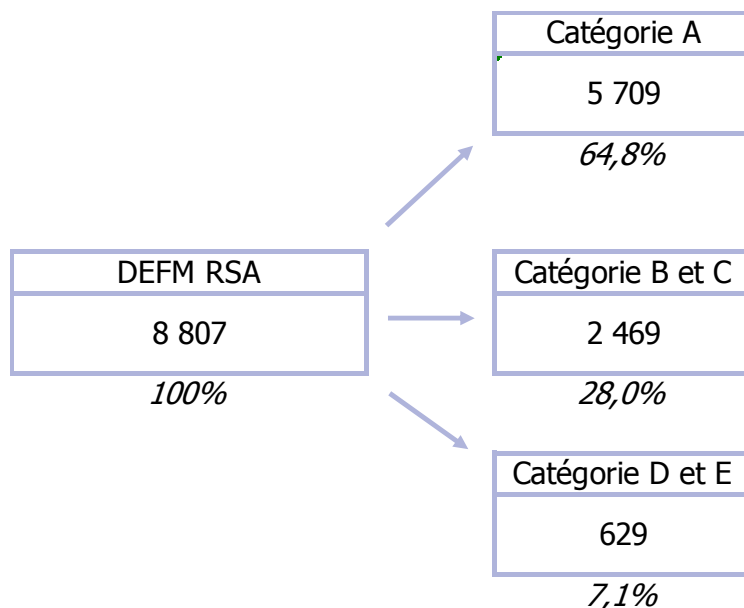 Catégorie A
5 709
64,8%
DEFM RSA
8 807
100%
Catégorie B et C
2 469
28,0%
Catégorie D et E
629
7,1%